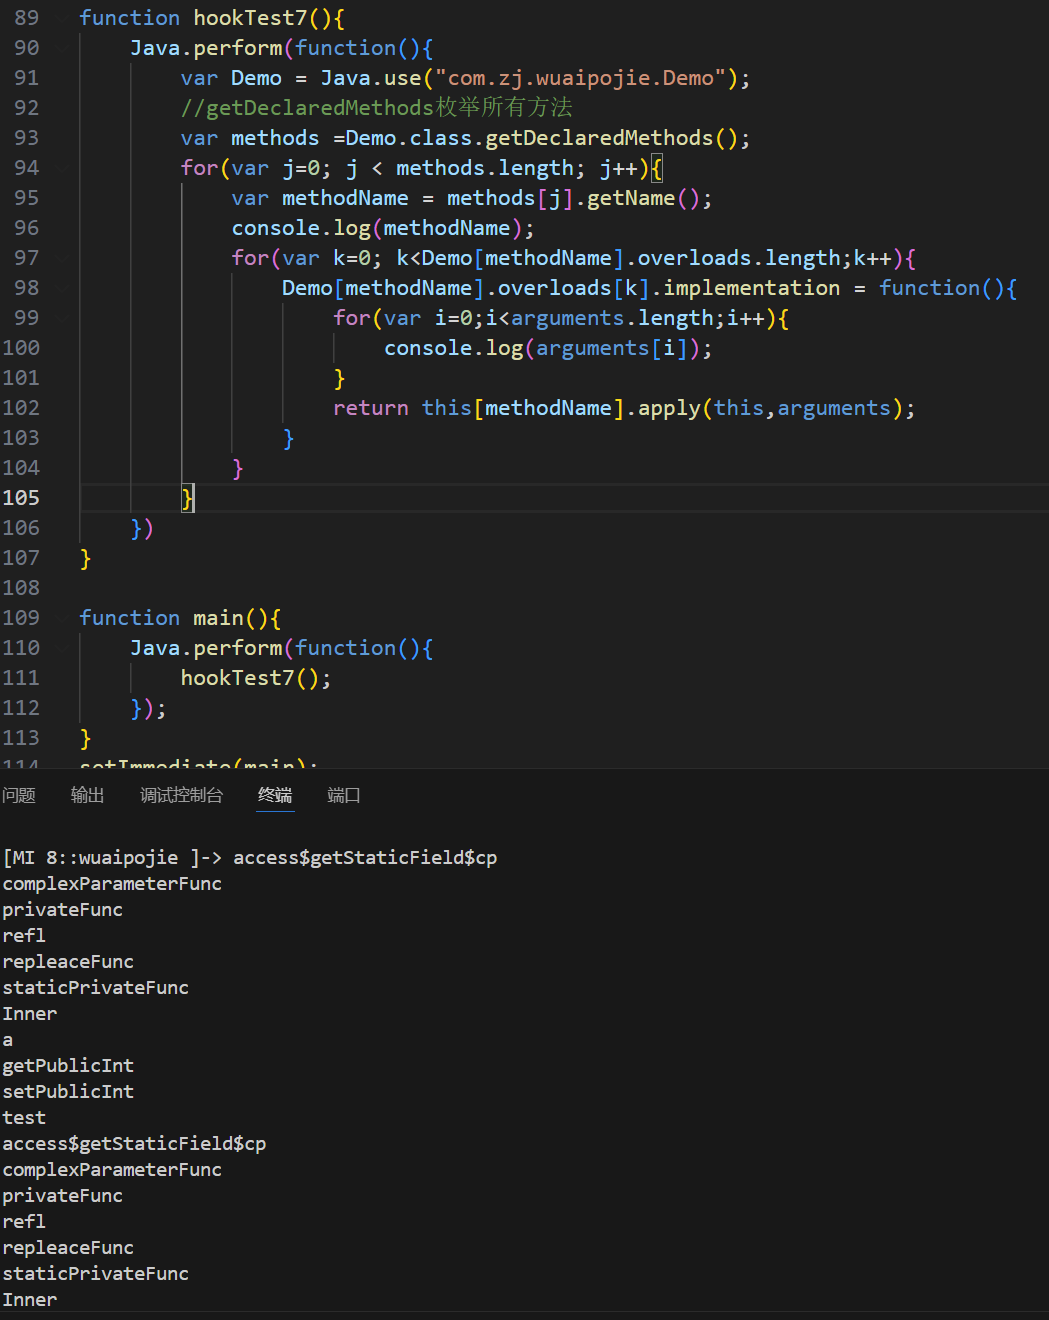 89 function hookTest7(){
90 Java.perform(function(){
91 var Demo = Java.use("com.zj.wuaipojie.Demo");
92 //getDeclaredMethods枚举所有方法
93 var methods =Demo.class.getDeclaredMethods();
94 for(var j=0; j < methods.length; j++){
95 var methodName = methods[j].getName();
96 console.log(methodName);
97 for(var k=0; k<Demo[methodName].overloads.length;k++){
98 Demo[methodName].overloads[k].implementation = function(){
99 for(var i=0;i<arguments.length;i++){
100 console.log(arguments[i]);
101 }
102 return this[methodName].apply(this,arguments);
103 }
104 }
105 }
106 })
107 }
108
109 function main(){
110 Java.perform(function(){
111 hookTest7();
112 });
113 }
114 setImmediate(main);
问题 输出 调试控制台 终端 端口
[MI 8::wuaipojie ]-> access$getStaticField$cp
complexParameterFunc
privateFunc
refl
repleaceFunc
staticPrivateFunc
Inner
a
getPublicInt
setPublicInt
test
access$getStaticField$cp
complexParameterFunc
privateFunc
refl
repleaceFunc
staticPrivateFunc
Inner